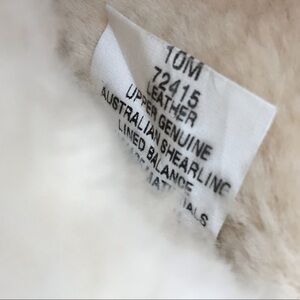 10M
72415
LEATHER
UPPER GENUINE
AUSTRALIAN SHEARLING
LINED BALANCE